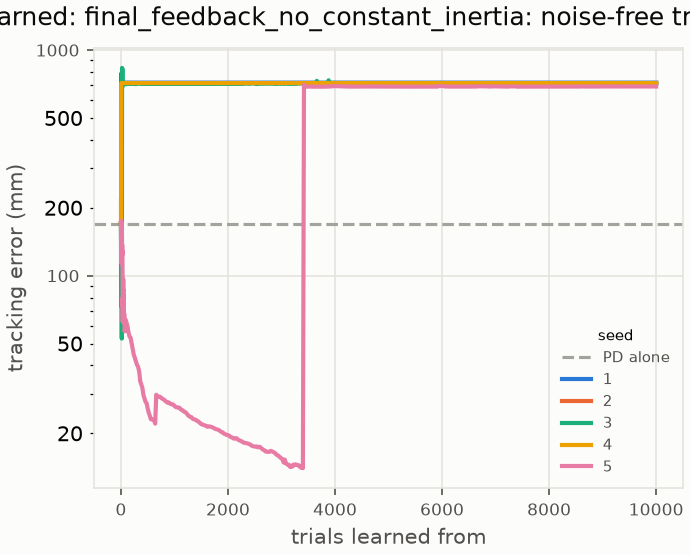 arned: final_feedback_no_constant_inertia: noise-free tr
1000
500
200
100
50
20
tracking error (mm)
seed
PD alone
1
2
3
4
5
0 2000 4000 6000 8000 10000
trials learned from